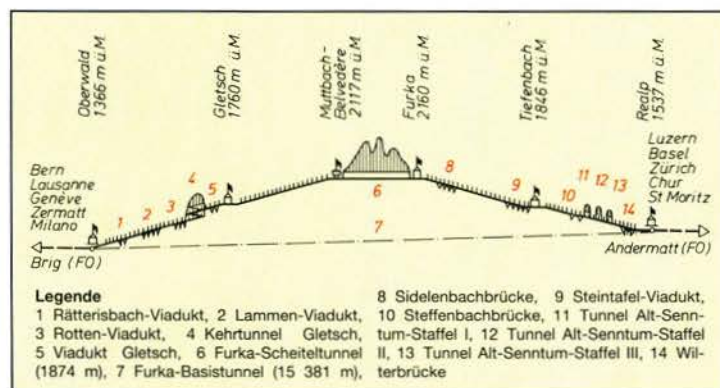 Oberwald
1366 m ü.M.
Gletsch
1760 m ü.M.
Muttbach-
Belvedère
2117 m ü.M.
Furka
2160 m ü.M.
Tiefenbach
1846 m ü.M.
Realp
1537 m ü.M.
Bern
Lausanne
Genève
Zermatt
Milano
Luzern
Basel
Zürich
Chur
St Moritz
1
2
3
4
5
6
7
8
9
10
11
12
13
14
Brig (FO)
Andermatt (FO)
Legende
1 Rätterisbach-Viadukt, 2 Lammen-Viadukt,
3 Rotten-Viadukt, 4 Kehrtunnel Gletsch,
5 Viadukt Gletsch, 6 Furka-Scheiteltunnel
(1874 m), 7 Furka-Basistunnel (15 381 m),
8 Sidelenbachbrücke, 9 Steintafel-Viadukt,
10 Steffenbachbrücke, 11 Tunnel Alt-Senn-
tum-Staffel I, 12 Tunnel Alt-Senntum-Staffel
II, 13 Tunnel Alt-Senntum-Staffel III, 14 Wil-
terbrücke